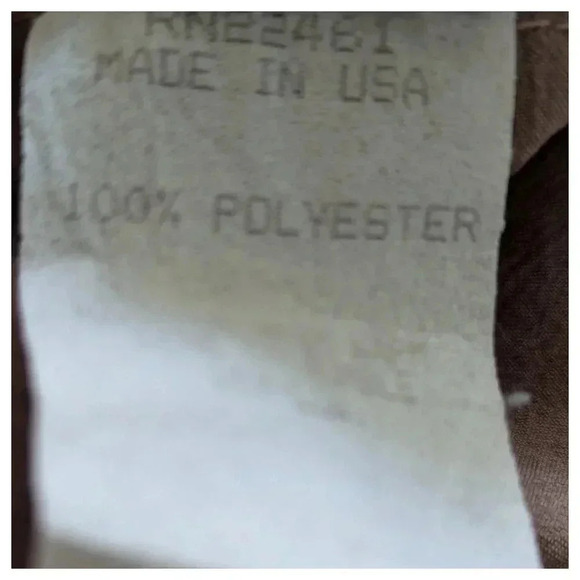 RN22461
MADE IN USA
100% POLYESTER